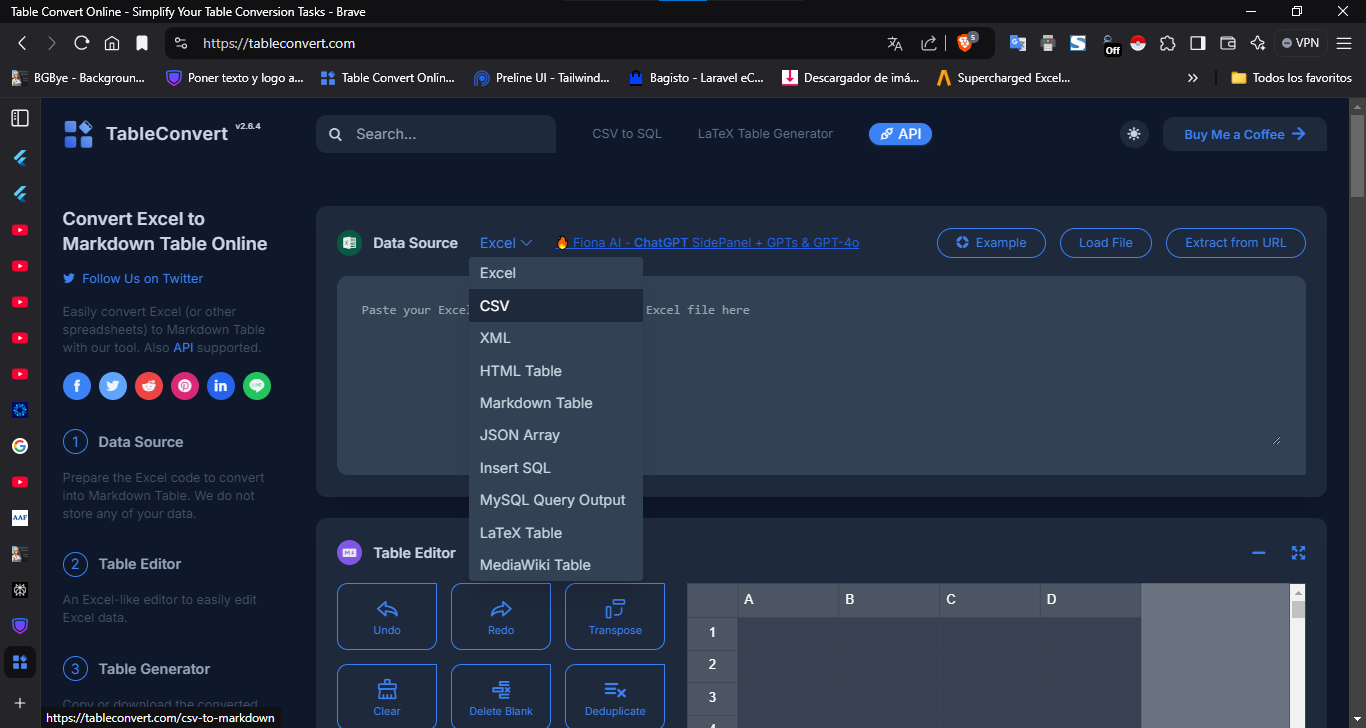 Table Convert Online - Simplify Your Table Conversion Tasks - Brave
https://tableconvert.com
5
Off
VPN
BGBye - Backgroun...
Poner texto y logo a...
Table Convert Onlin...
Preline UI - Tailwind...
Bagisto - Laravel eC...
Descargador de imá...
Supercharged Excel...
»
Todos los favoritos
TableConvert v2.6.4
Search...
CSV to SQL
LaTeX Table Generator
API
Buy Me a Coffee
Convert Excel to
Markdown Table Online
Follow Us on Twitter
Easily convert Excel (or other
spreadsheets) to Markdown Table
with our tool. Also API supported.
1 Data Source
Prepare the Excel code to convert
into Markdown Table. We do not
store any of your data.
2 Table Editor
An Excel-like editor to easily edit
Excel data.
3 Table Generator
Copy or download the converted
https://tableconvert.com/csv-to-markdown
AAF
Data Source
Excel
Fiona AI - ChatGPT SidePanel + GPTs & GPT-4o
Example
Load File
Extract from URL
Paste your Excel
Excel file here
Excel
CSV
XML
HTML Table
Markdown Table
JSON Array
Insert SQL
MySQL Query Output
LaTeX Table
MediaWiki Table
Table Editor
Undo
Redo
Transpose
Clear
Delete Blank
Deduplicate
A B C D
1
2
3
4